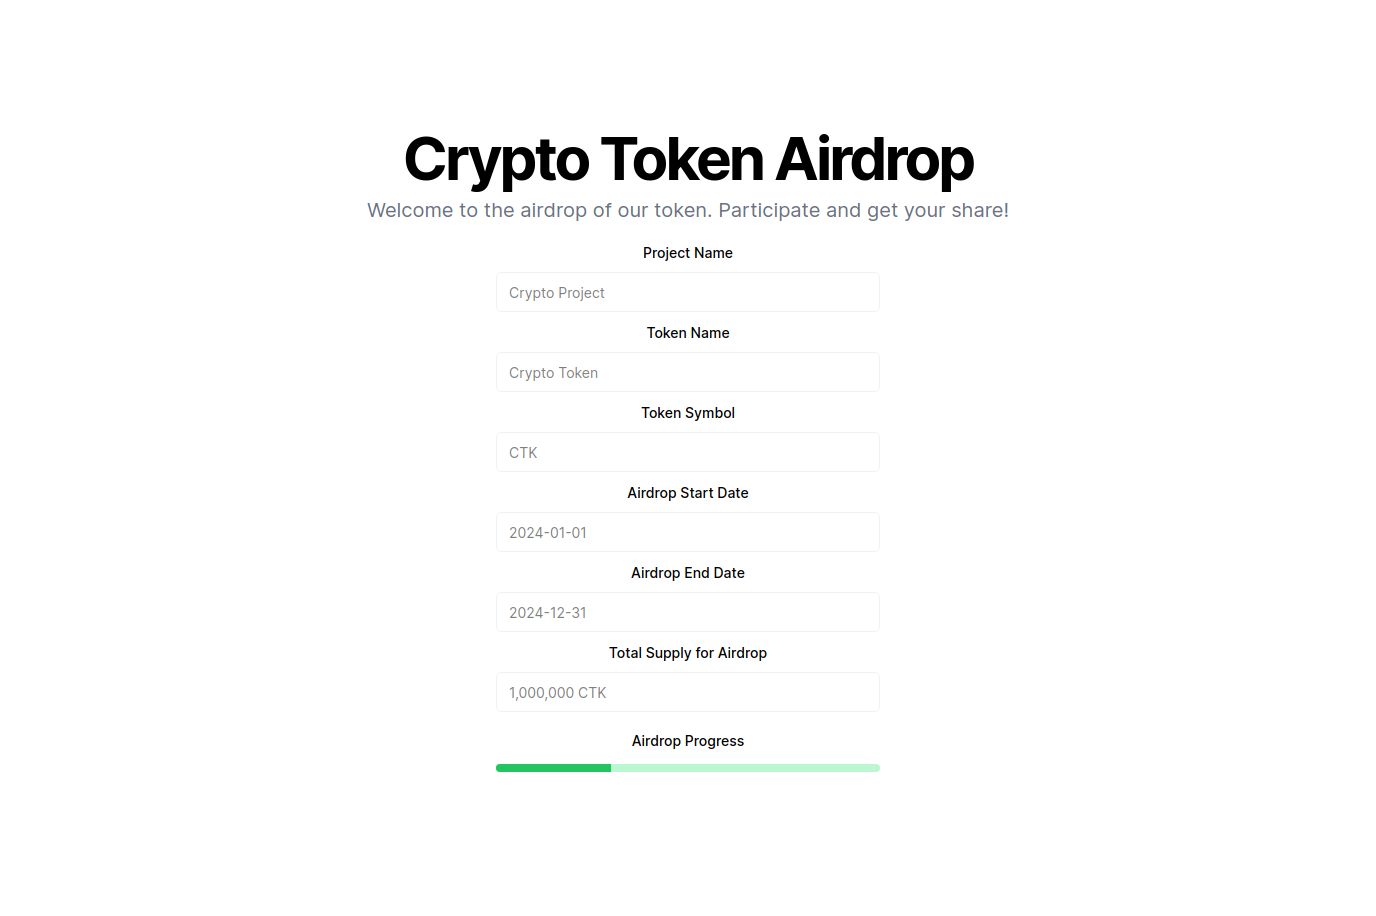 Crypto Token Airdrop
Welcome to the airdrop of our token. Participate and get your share!
Project Name
Crypto Project
Token Name
Crypto Token
Token Symbol
CTK
Airdrop Start Date
2024-01-01
Airdrop End Date
2024-12-31
Total Supply for Airdrop
1,000,000 CTK
Airdrop Progress